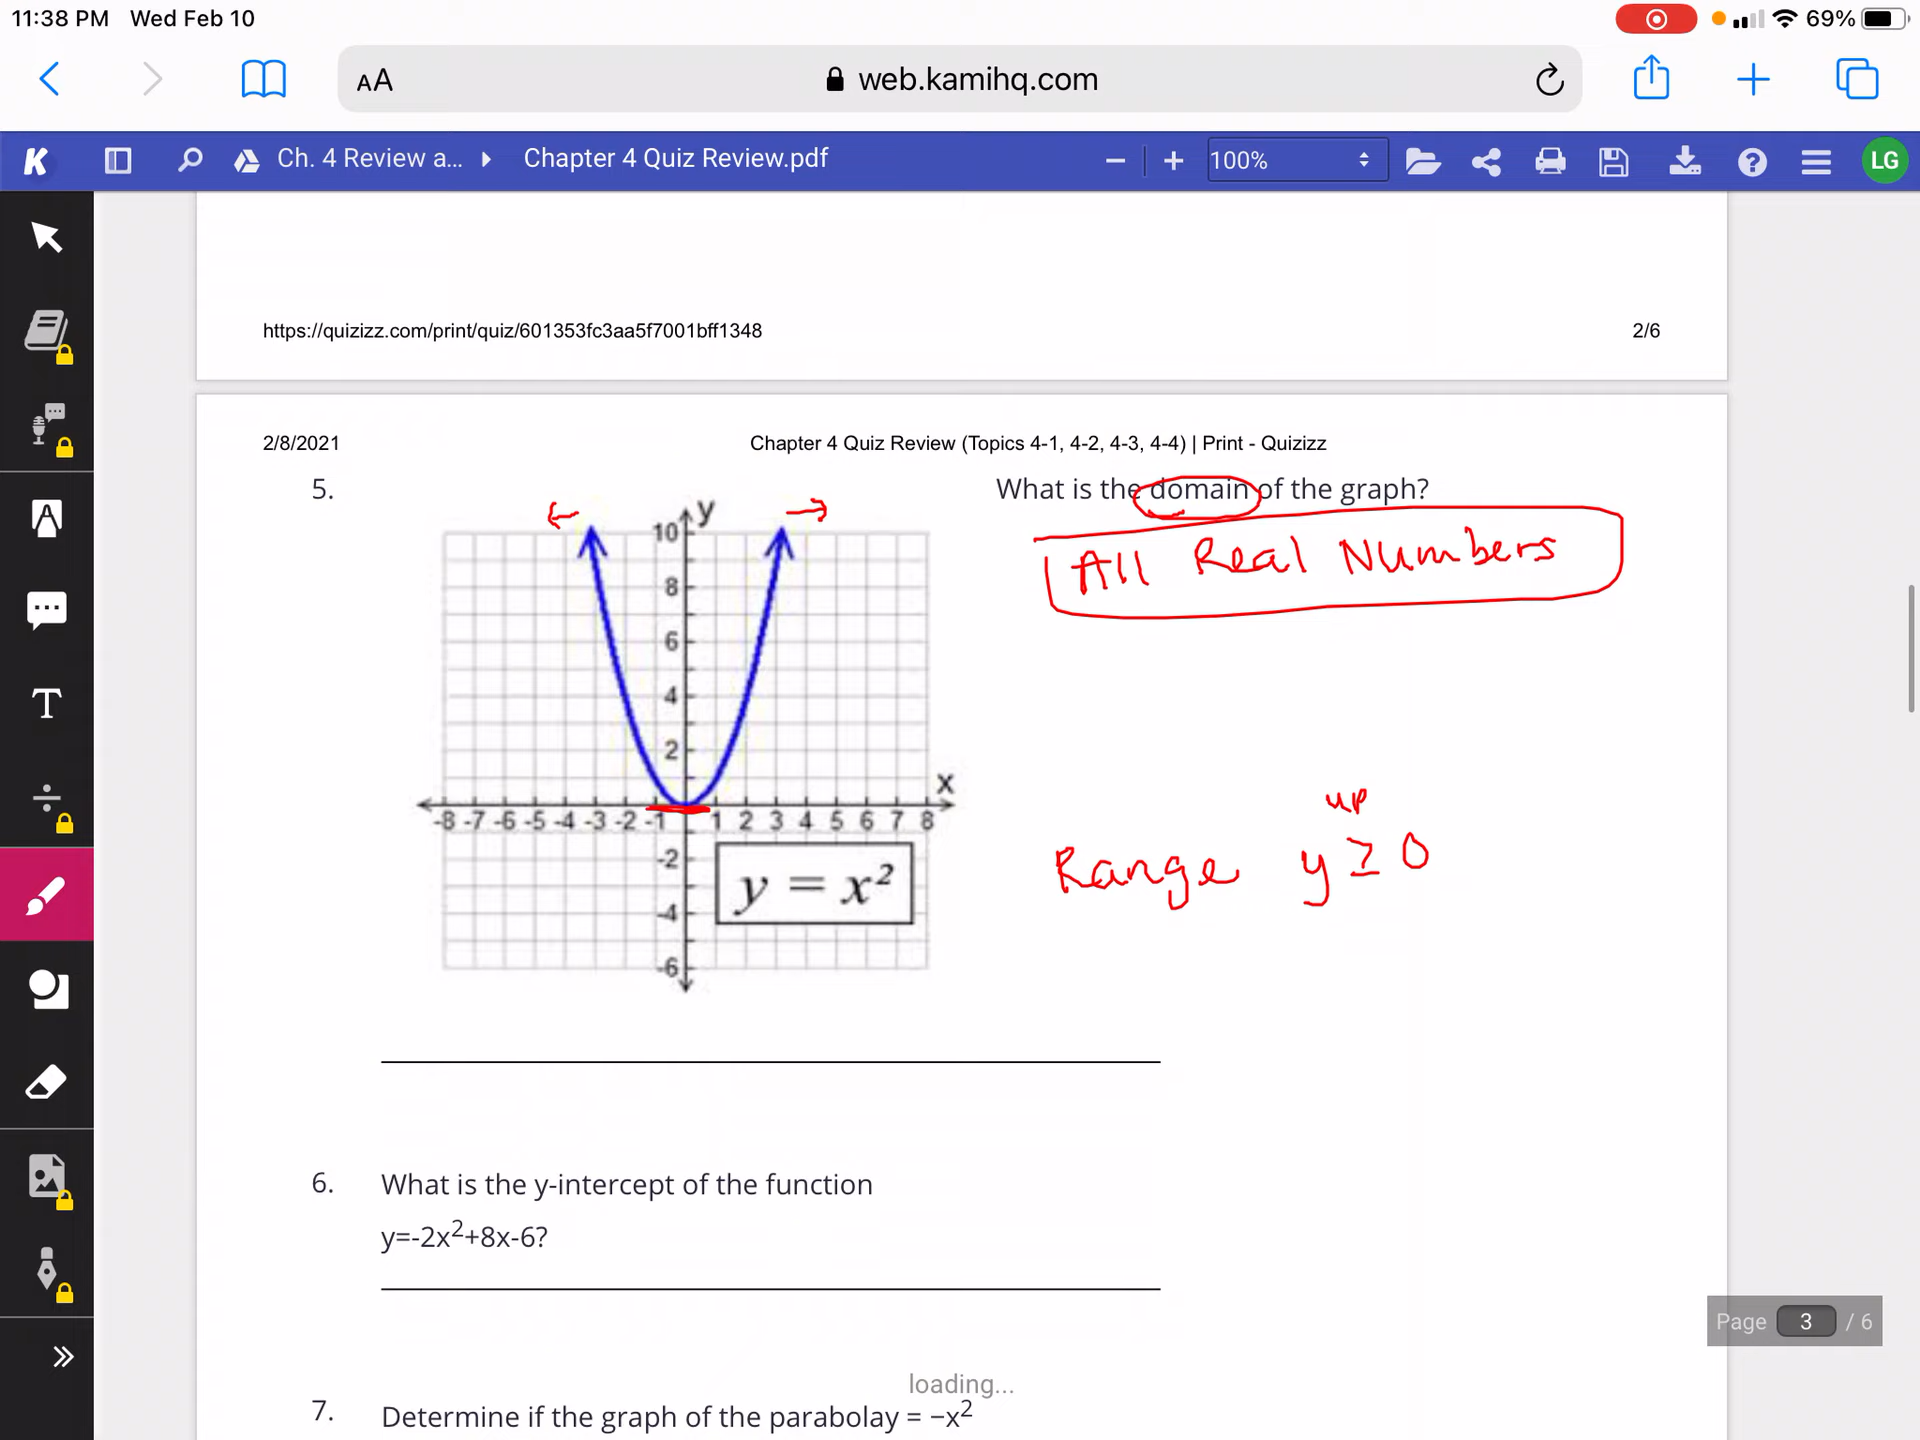 11:38 PM Wed Feb 10
69%
AA
web.kamihq.com
K
Ch. 4 Review a...
Chapter 4 Quiz Review.pdf
100%
LG
https://quizizz.com/print/quiz/601353fc3aa5f7001bff1348
2/6
2/8/2021
Chapter 4 Quiz Review (Topics 4-1, 4-2, 4-3, 4-4) | Print - Quizizz
5.
What is the domain of the graph?
All Real Numbers
y
10
8
6
4
2
x
-8 -7 -6 -5 -4 -3 -2 -1 1 2 3 4 5 6 7 8
-2
-4
-6
y = x²
up
Range y ≥ 0
6.
What is the y-intercept of the function
y=-2x²+8x-6?
Page 3 / 6
loading...
7.
Determine if the graph of the parabolay = −x²
T